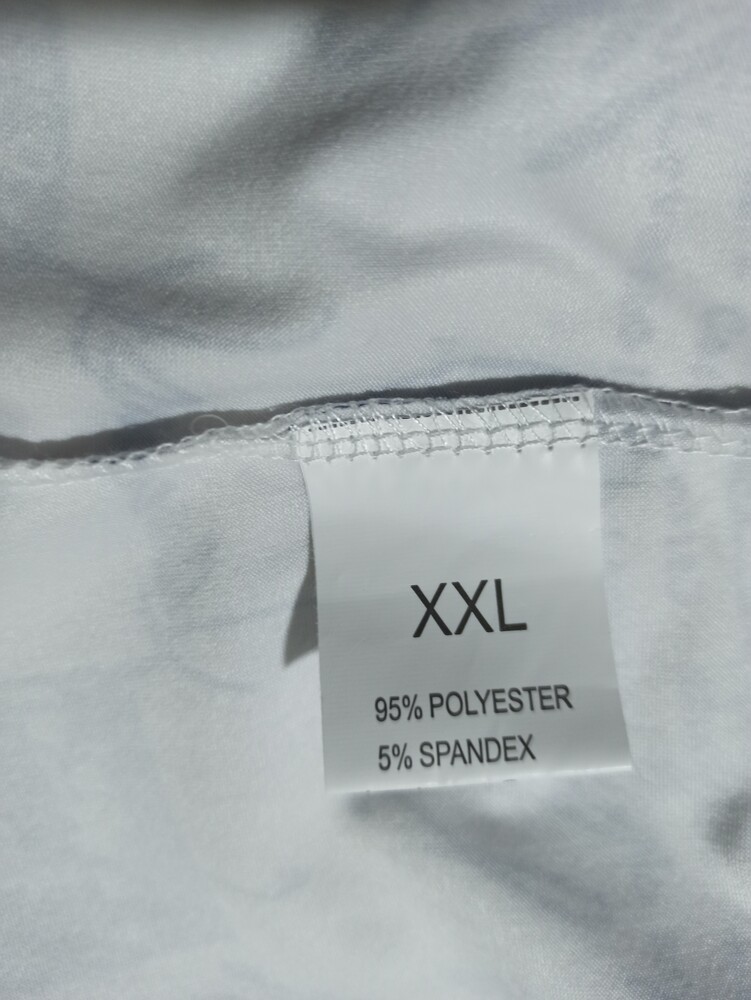 XXL
95% POLYESTER
5% SPANDEX